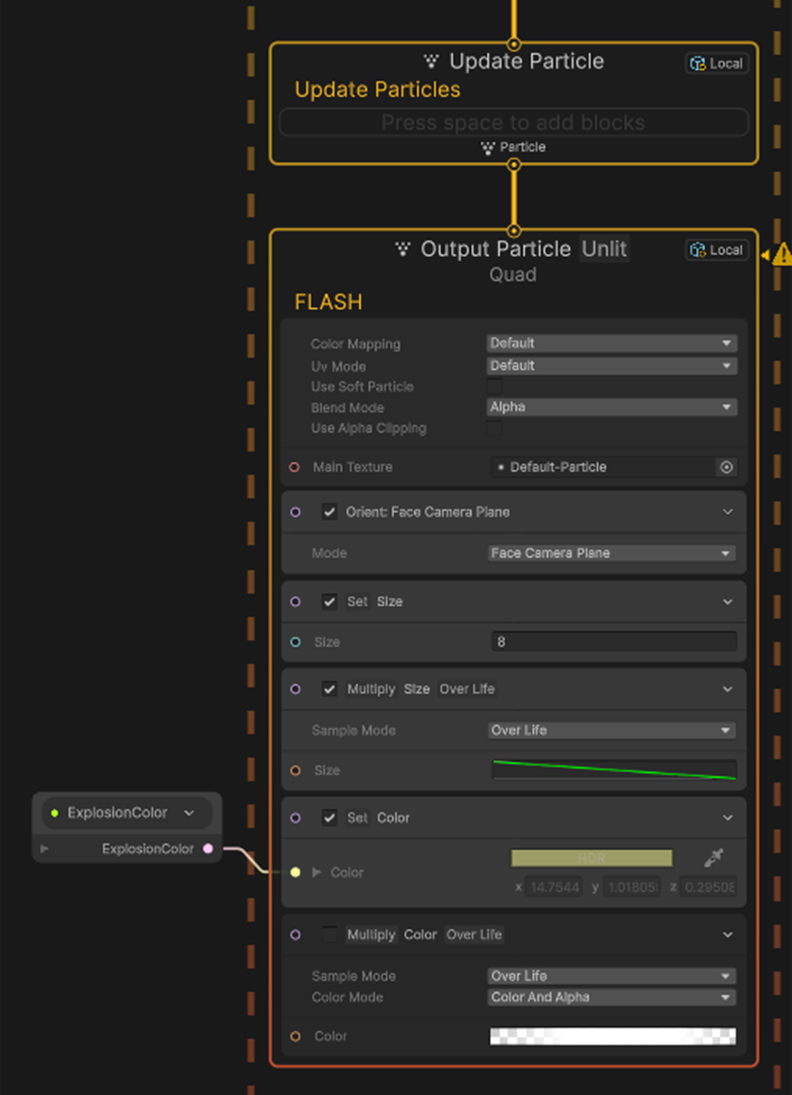 Update Particle Local
Update Particles
Press space to add blocks
Particle
Output Particle Unlit Local
Quad
FLASH
Color Mapping Default
Uv Mode Default
Use Soft Particle
Blend Mode Alpha
Use Alpha Clipping
Main Texture Default-Particle
Orient: Face Camera Plane
Mode Face Camera Plane
Set Size
Size 8
Multiply Size Over Life
Sample Mode Over Life
Size
ExplosionColor
Set Color
ExplosionColor
HDR
Color
x 14.7544 y 1.01805 z 0.29508
Multiply Color Over Life
Sample Mode Over Life
Color Mode Color And Alpha
Color